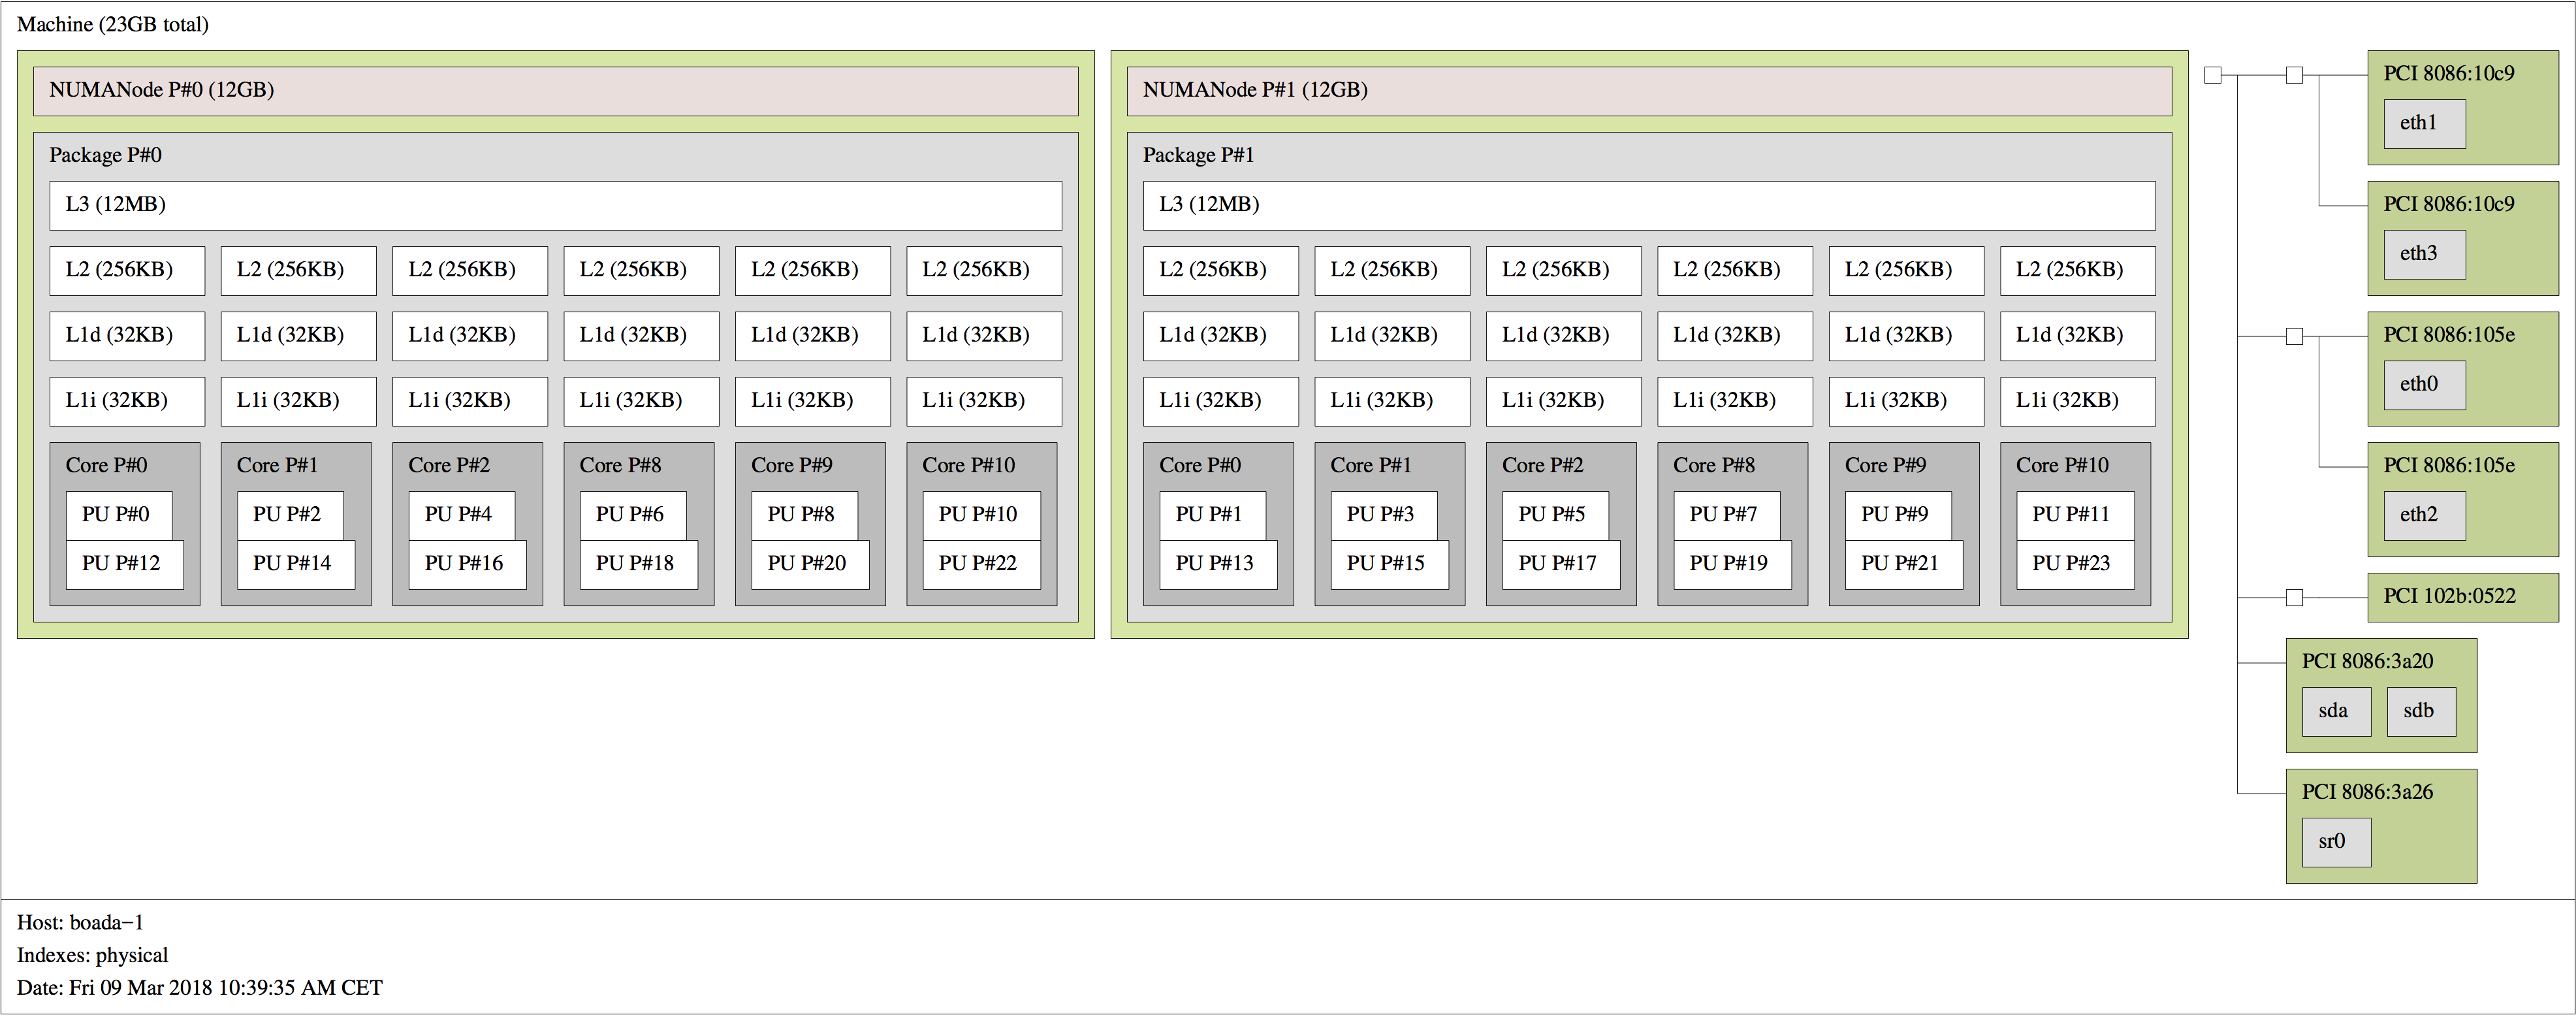 Machine (23GB total)
NUMANode P#0 (12GB)
Package P#0
L3 (12MB)
L2 (256KB) L2 (256KB) L2 (256KB) L2 (256KB) L2 (256KB) L2 (256KB)
L1d (32KB) L1d (32KB) L1d (32KB) L1d (32KB) L1d (32KB) L1d (32KB)
L1i (32KB) L1i (32KB) L1i (32KB) L1i (32KB) L1i (32KB) L1i (32KB)
Core P#0 Core P#1 Core P#2 Core P#8 Core P#9 Core P#10
PU P#0 PU P#2 PU P#4 PU P#6 PU P#8 PU P#10
PU P#12 PU P#14 PU P#16 PU P#18 PU P#20 PU P#22
NUMANode P#1 (12GB)
Package P#1
L3 (12MB)
L2 (256KB) L2 (256KB) L2 (256KB) L2 (256KB) L2 (256KB) L2 (256KB)
L1d (32KB) L1d (32KB) L1d (32KB) L1d (32KB) L1d (32KB) L1d (32KB)
L1i (32KB) L1i (32KB) L1i (32KB) L1i (32KB) L1i (32KB) L1i (32KB)
Core P#0 Core P#1 Core P#2 Core P#8 Core P#9 Core P#10
PU P#1 PU P#3 PU P#5 PU P#7 PU P#9 PU P#11
PU P#13 PU P#15 PU P#17 PU P#19 PU P#21 PU P#23
PCI 8086:10c9
eth1
PCI 8086:10c9
eth3
PCI 8086:105e
eth0
PCI 8086:105e
eth2
PCI 102b:0522
PCI 8086:3a20
sda sdb
PCI 8086:3a26
sr0
Host: boada−1
Indexes: physical
Date: Fri 09 Mar 2018 10:39:35 AM CET